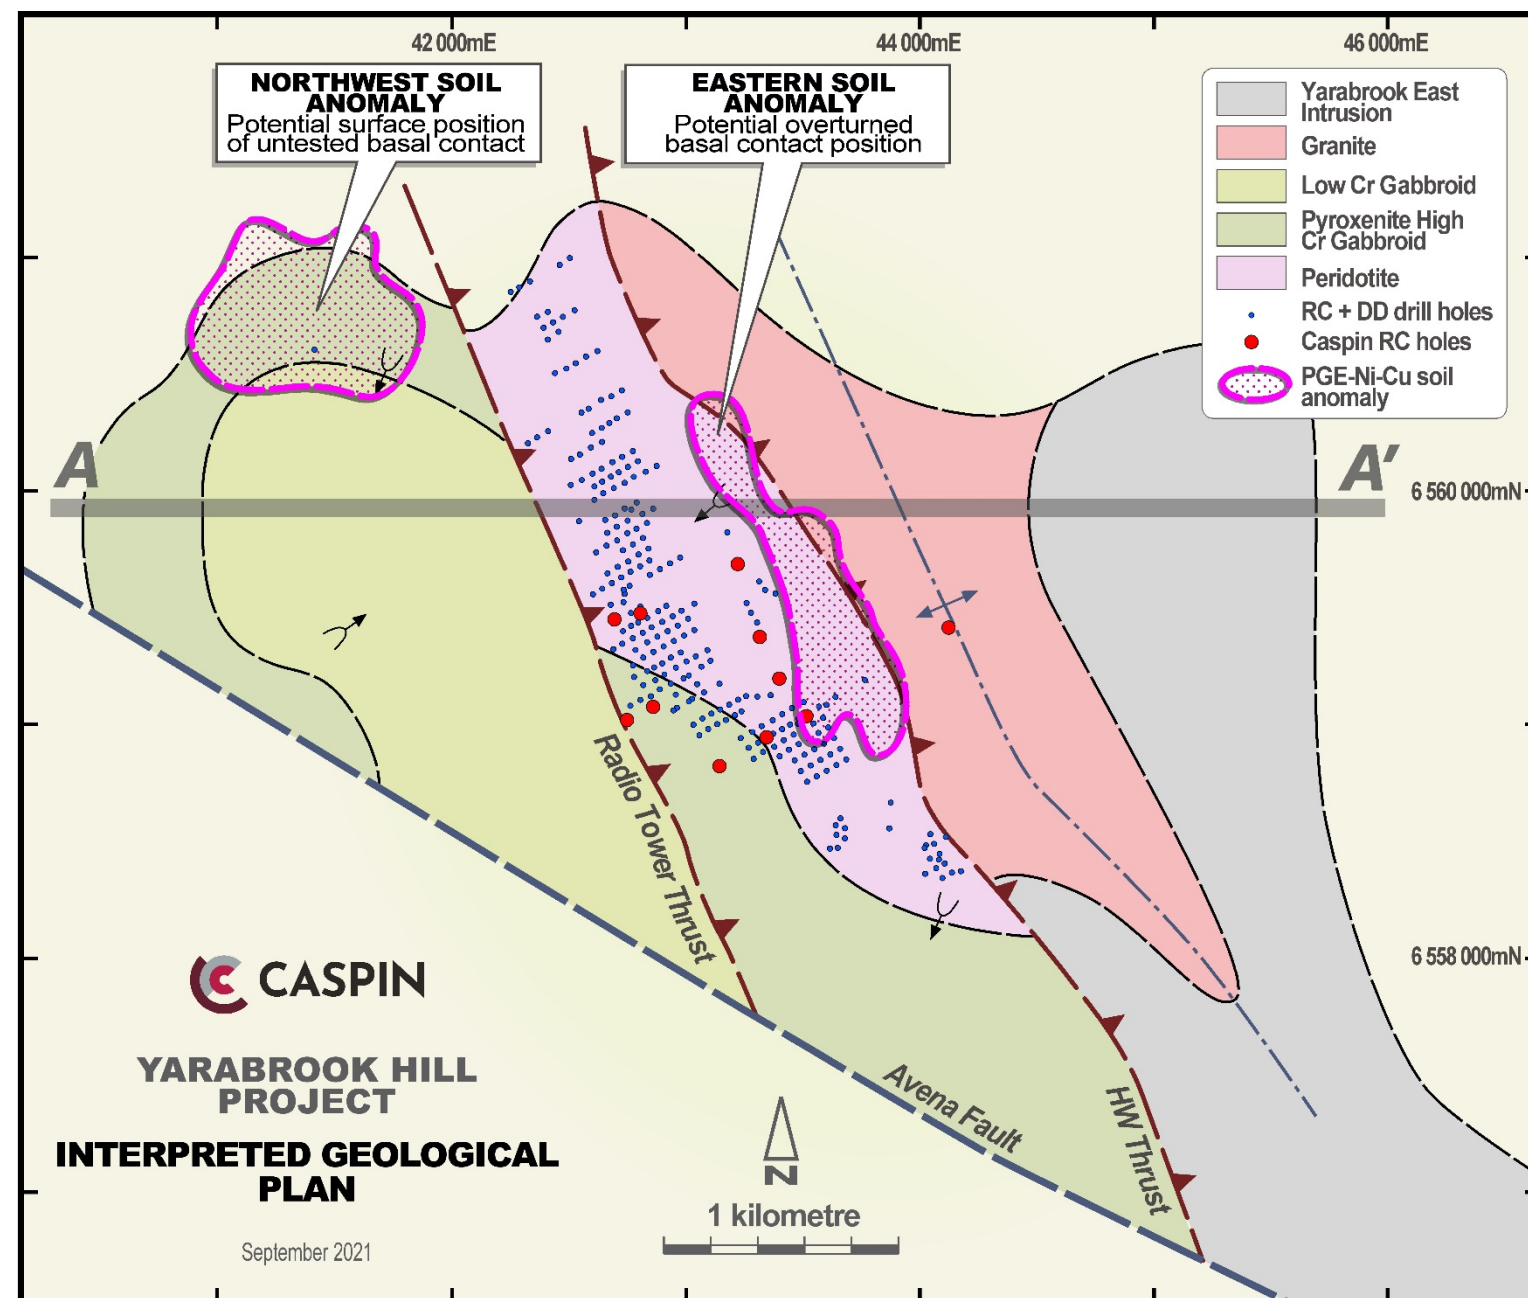 42 000mE
44 000mE
46 000mE
NORTHWEST SOIL
ANOMALY
Potential surface position
of untested basal contact
EASTERN SOIL
ANOMALY
Potential overturned
basal contact position
Yarabrook East
Intrusion
Granite
Low Cr Gabbroid
Pyroxenite High
Cr Gabbroid
Peridotite
RC + DD drill holes
Caspin RC holes
PGE-Ni-Cu soil
anomaly
A
A'
6 560 000mN
Radio Tower Thrust
6 558 000mN
CASPIN
YARABROOK HILL
PROJECT
INTERPRETED GEOLOGICAL
PLAN
September 2021
Avena Fault
HW Thrust
N
1 kilometre